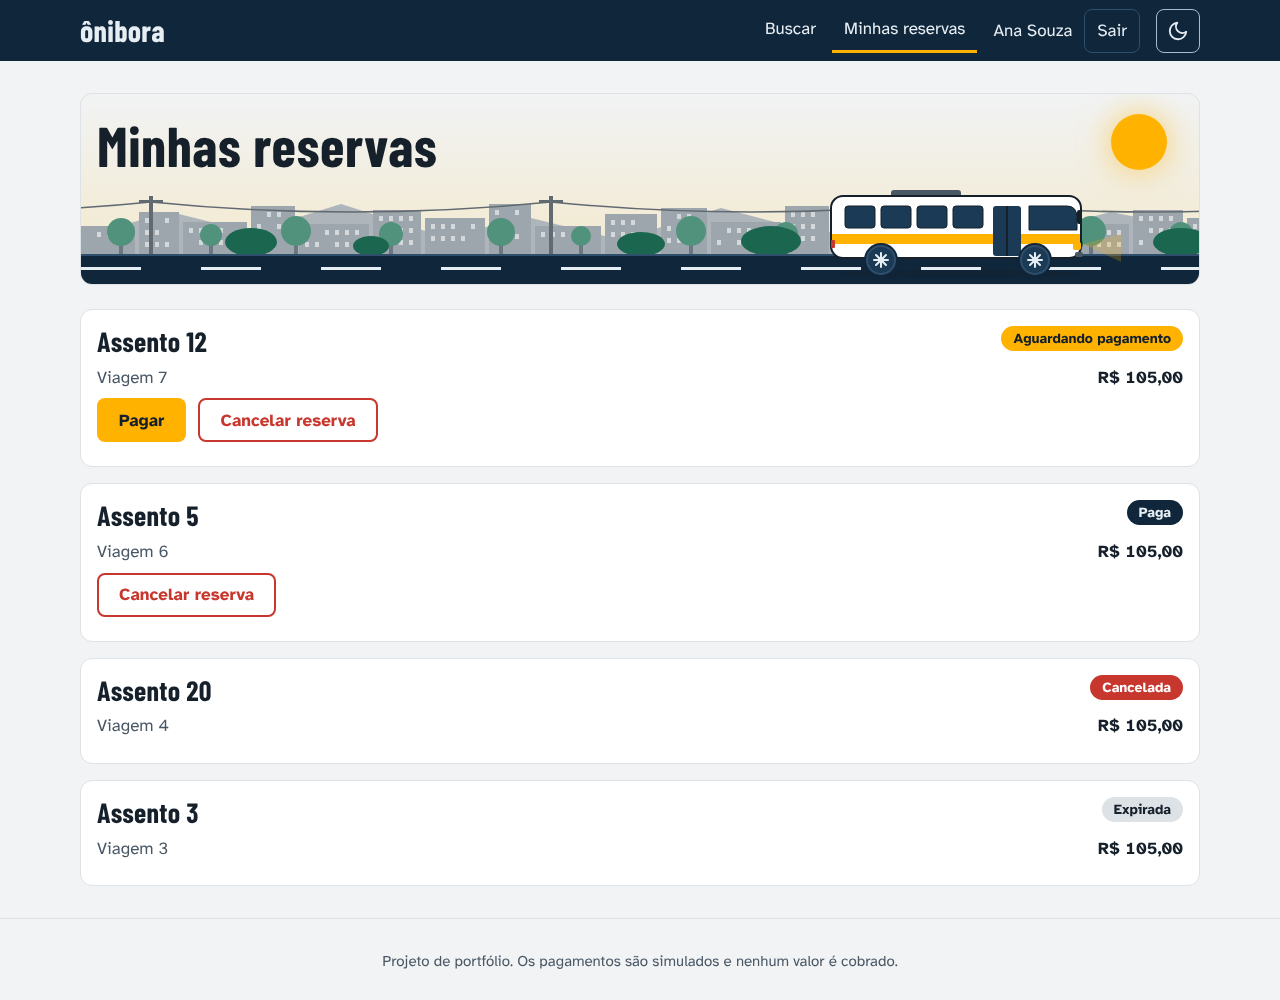 ônibora
Buscar
Minhas reservas
Ana Souza
Sair
Minhas reservas
Assento 12
Aguardando pagamento
Viagem 7
R$ 105,00
Pagar
Cancelar reserva
Assento 5
Paga
Viagem 6
R$ 105,00
Cancelar reserva
Assento 20
Cancelada
Viagem 4
R$ 105,00
Assento 3
Expirada
Viagem 3
R$ 105,00
Projeto de portfólio. Os pagamentos são simulados e nenhum valor é cobrado.